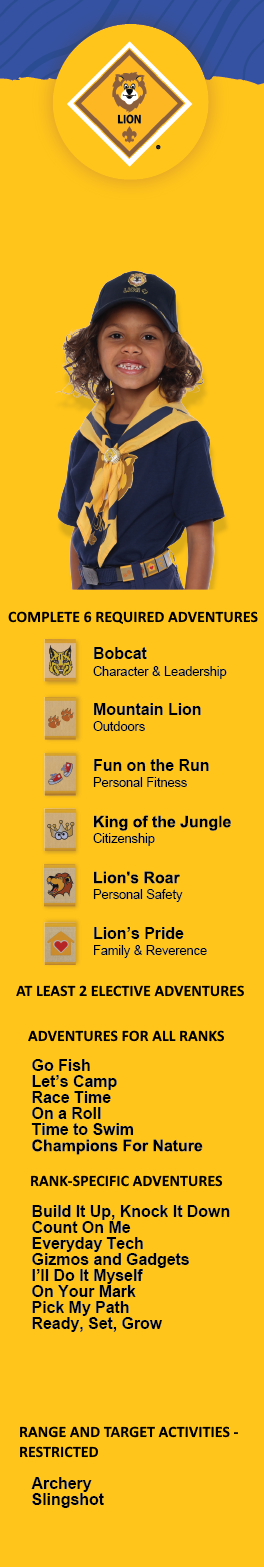 LION
LION
COMPLETE 6 REQUIRED ADVENTURES
Bobcat
Character & Leadership
Mountain Lion
Outdoors
Fun on the Run
Personal Fitness
King of the Jungle
Citizenship
Lion's Roar
Personal Safety
Lion’s Pride
Family & Reverence
AT LEAST 2 ELECTIVE ADVENTURES
ADVENTURES FOR ALL RANKS
Go Fish
Let’s Camp
Race Time
On a Roll
Time to Swim
Champions For Nature
RANK-SPECIFIC ADVENTURES
Build It Up, Knock It Down
Count On Me
Everyday Tech
Gizmos and Gadgets
I’ll Do It Myself
On Your Mark
Pick My Path
Ready, Set, Grow
RANGE AND TARGET ACTIVITIES -
RESTRICTED
Archery
Slingshot